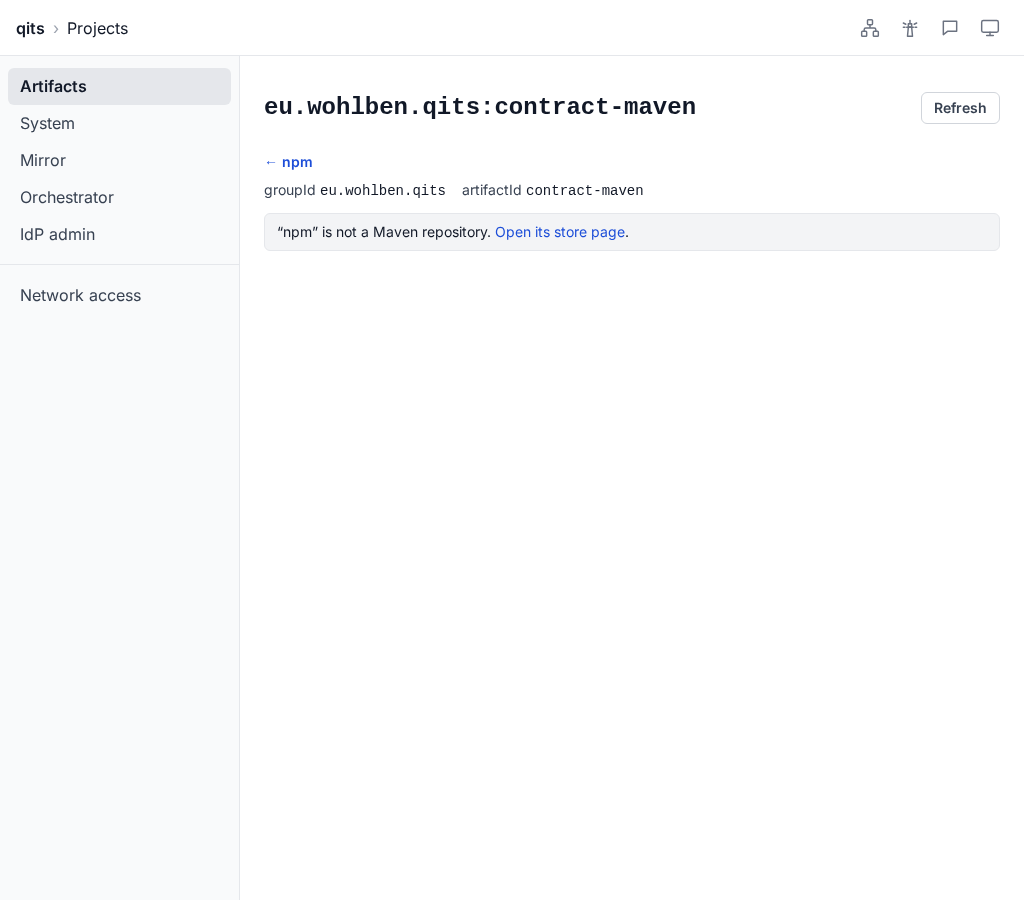 qits › Projects
Artifacts
System
Mirror
Orchestrator
IdP admin
Network access
eu.wohlben.qits:contract-maven
Refresh
← npm
groupId eu.wohlben.qits artifactId contract-maven
“npm” is not a Maven repository. Open its store page.